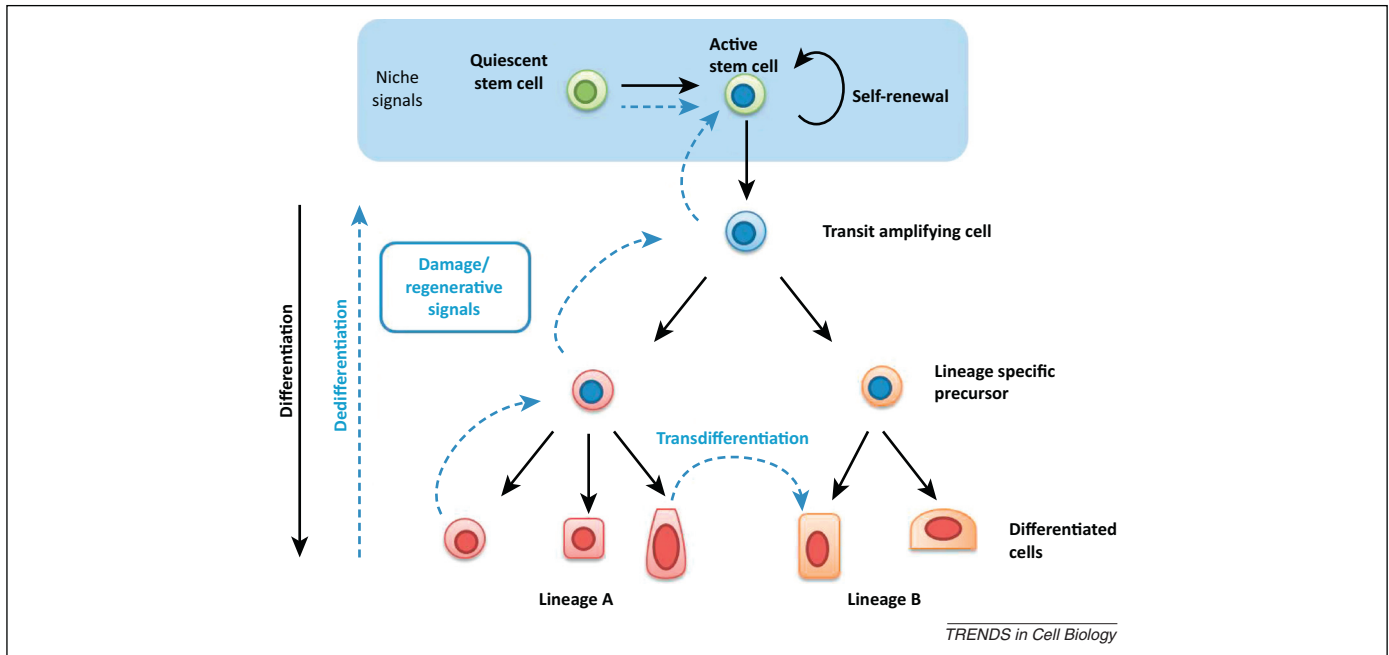 Niche
signals
Quiescent
stem cell
Active
stem cell
Self-renewal
Transit amplifying cell
Differentiation
Dedifferentiation
Damage/
regenerative
signals
Lineage specific
precursor
Transdifferentiation
Differentiated
cells
Lineage A
Lineage B
TRENDS in Cell Biology